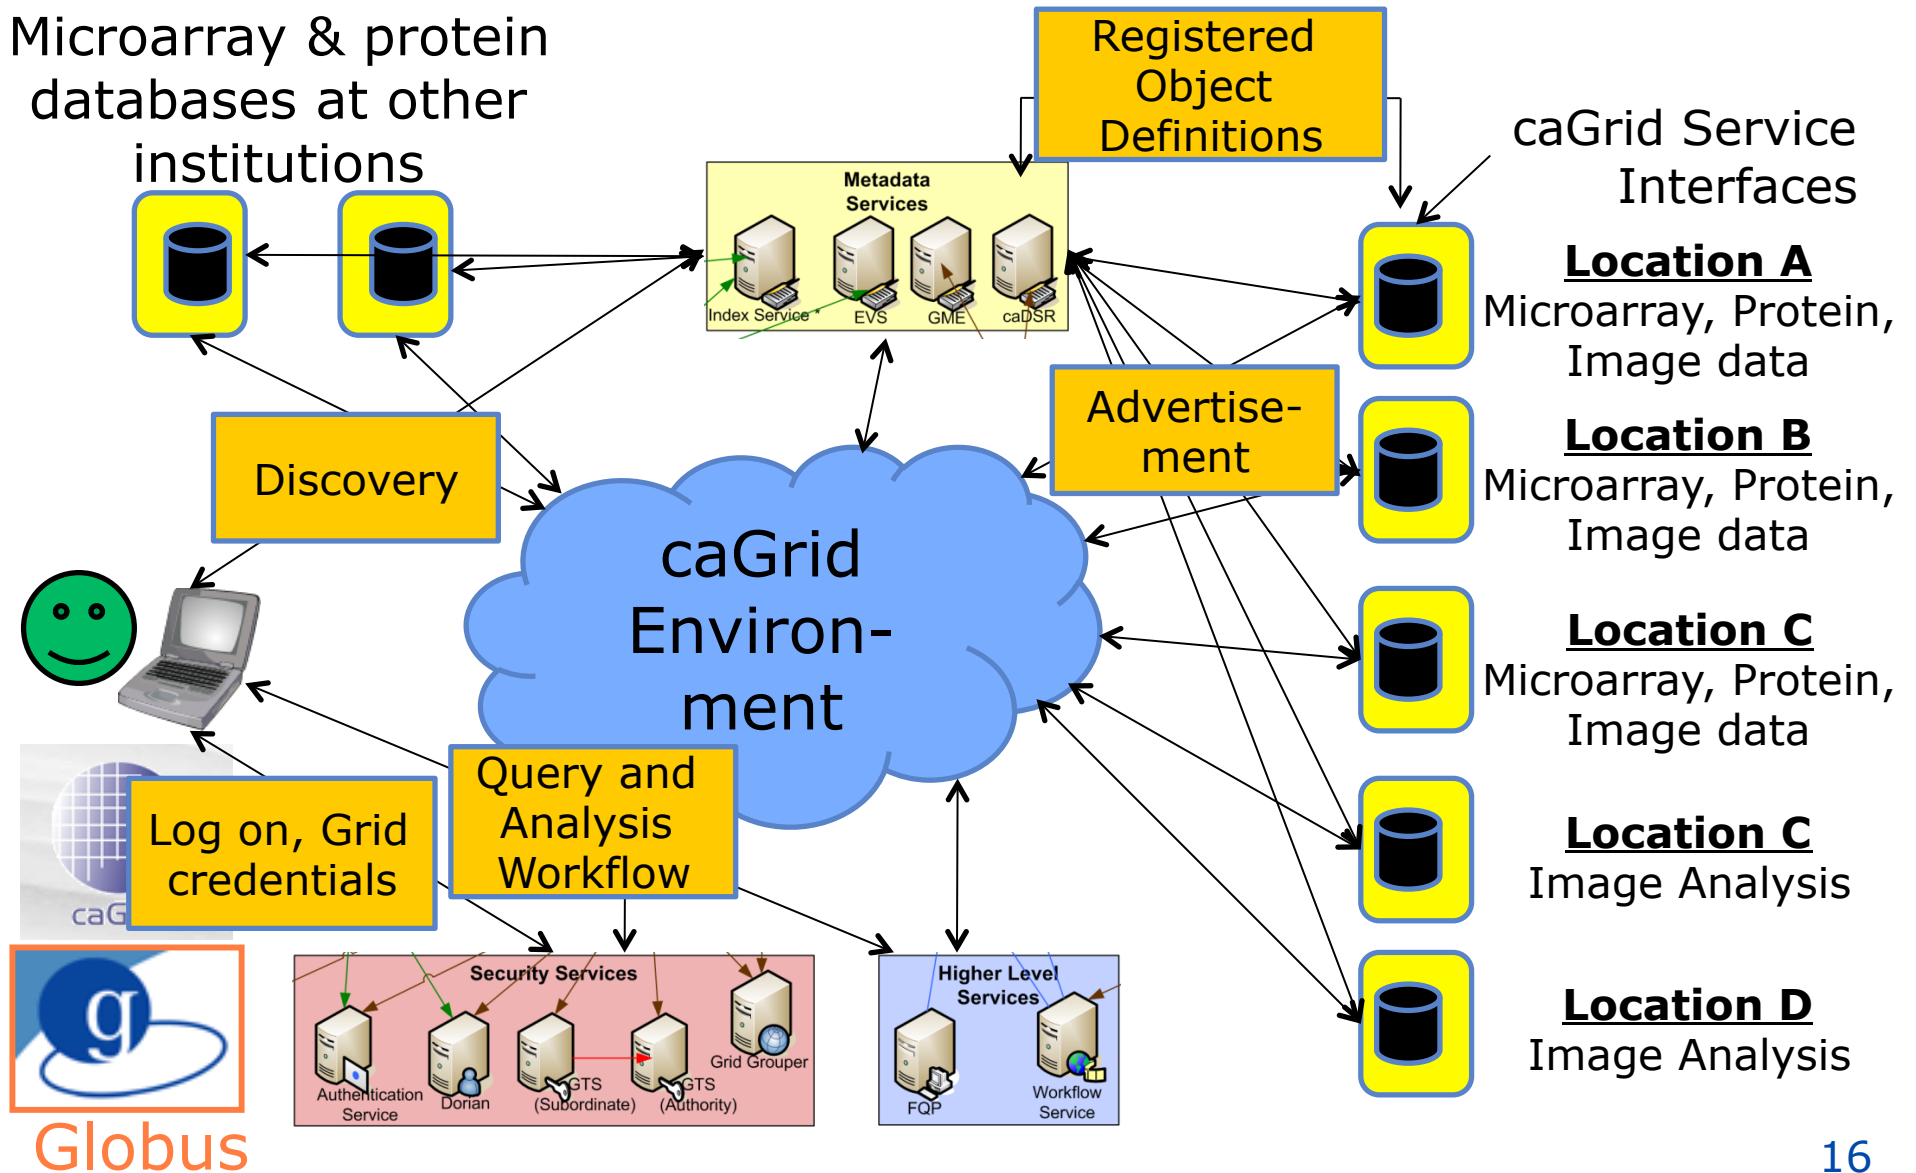 Microarray & protein
databases at other
institutions
Registered
Object
Definitions
caGrid Service
Interfaces
Metadata
Services
Index Service *
EVS
GME
caDSR
Location A
Microarray, Protein,
Image data
Advertise-
ment
Location B
Microarray, Protein,
Image data
Discovery
caGrid
Environ-
ment
Location C
Microarray, Protein,
Image data
Query and
Analysis
Workflow
Log on, Grid
credentials
caG
Location C
Image Analysis
Security Services
Authentication
Service
Dorian
GTS
(Subordinate)
GTS
(Authority)
Grid Grouper
Higher Level
Services
FQP
Workflow
Service
Location D
Image Analysis
g
Globus
16